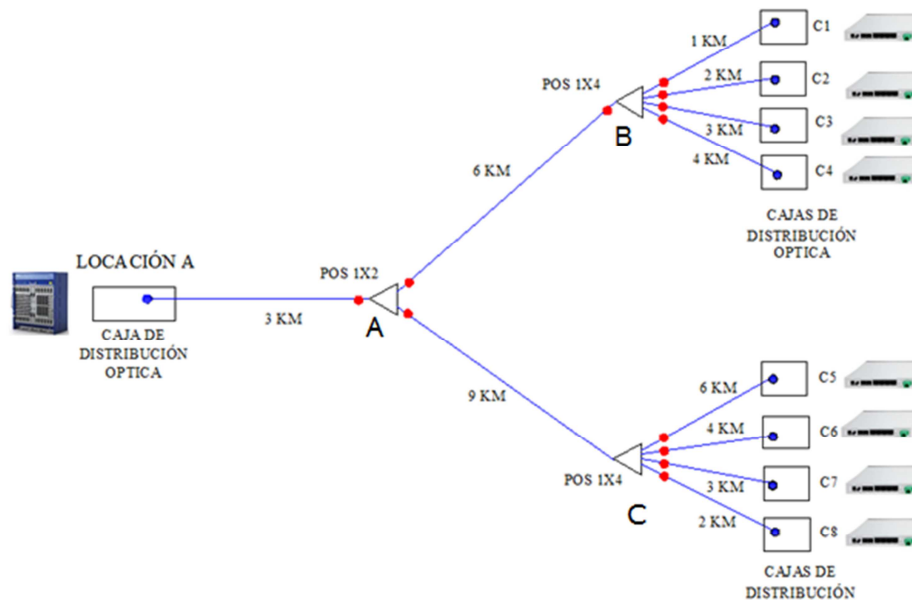 C1
1 KM
POS 1X4
2 KM
C2
B
3 KM
C3
4 KM
C4
6 KM
CAJAS DE
DISTRIBUCIÓN
OPTICA
LOCACIÓN A
POS 1X2
3 KM
A
CAJA DE
DISTRIBUCIÓN
OPTICA
9 KM
6 KM
C5
4 KM
C6
POS 1X4
3 KM
C7
C
2 KM
C8
CAJAS DE
DISTRIBUCIÓN